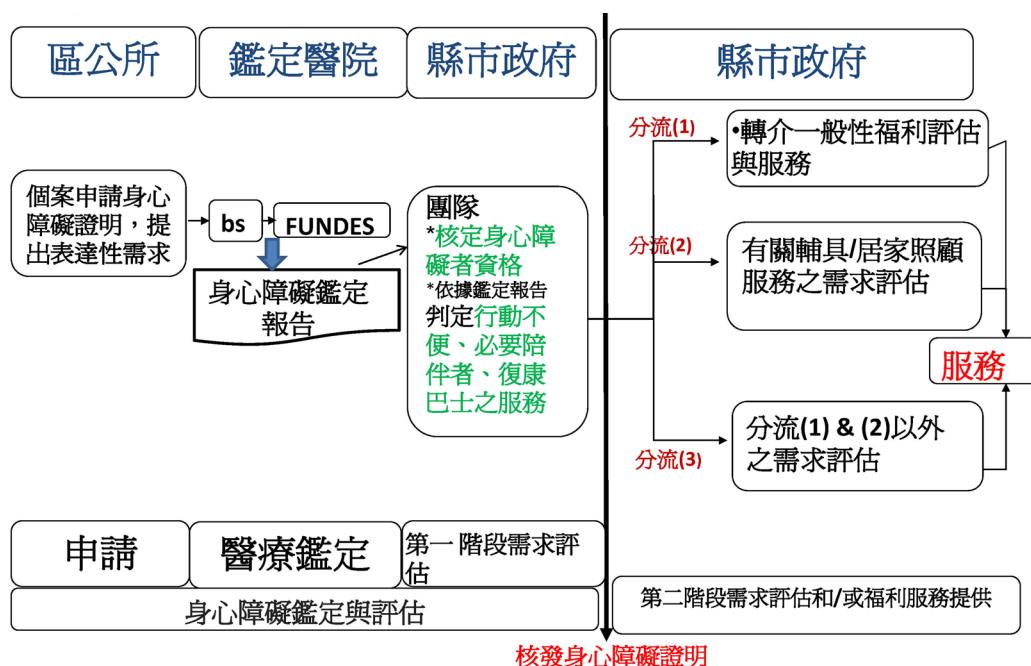 區公所
鑑定醫院
縣市政府
縣市政府
個案申請身心
障礙證明，提
出表達性需求
bs
FUNDES
身心障礙鑑定
報告
團隊
*核定身心障
礙者資格
*依據鑑定報告
判定行動不
便、必要陪
伴者、復康
巴士之服務
分流(1)
•轉介一般性福利評估
與服務
分流(2)
有關輔具/居家照顧
服務之需求評估
服務
分流(3)
分流(1) & (2)以外
之需求評估
申請
醫療鑑定
第一 階段需求評
估
身心障礙鑑定與評估
第二階段需求評估和/或福利服務提供
核發身心障礙證明